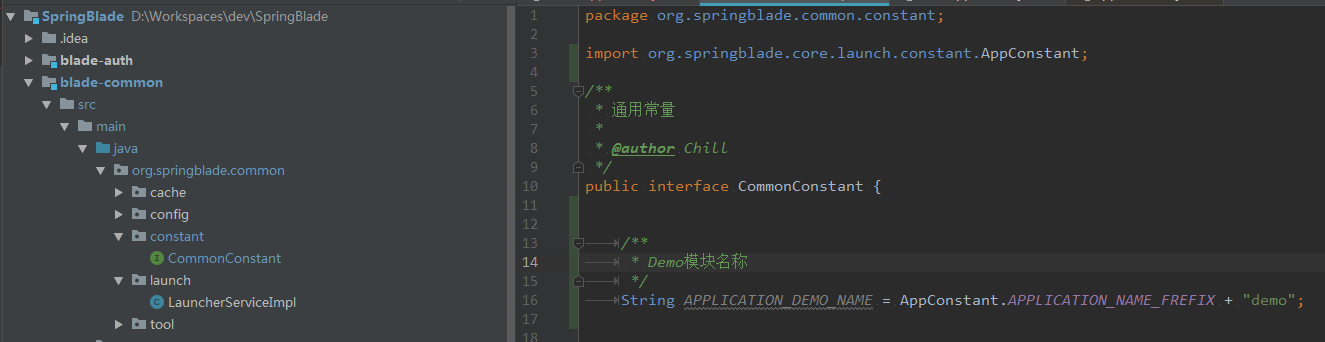 SpringBlade D:\Workspaces\dev\SpringBlade
.idea
blade-auth
blade-common
src
main
java
org.springblade.common
cache
config
constant
CommonConstant
launch
LauncherServiceImpl
tool
1 package org.springblade.common.constant;
2
3 import org.springblade.core.launch.constant.AppConstant;
4
5 /**
6 * 通用常量
7 *
8 * @author Chill
9 */
10 public interface CommonConstant {
11
12
13 /**
14 * Demo模块名称
15 */
16 String APPLICATION_DEMO_NAME = AppConstant.APPLICATION_NAME_FREFIX + "demo";
17
18